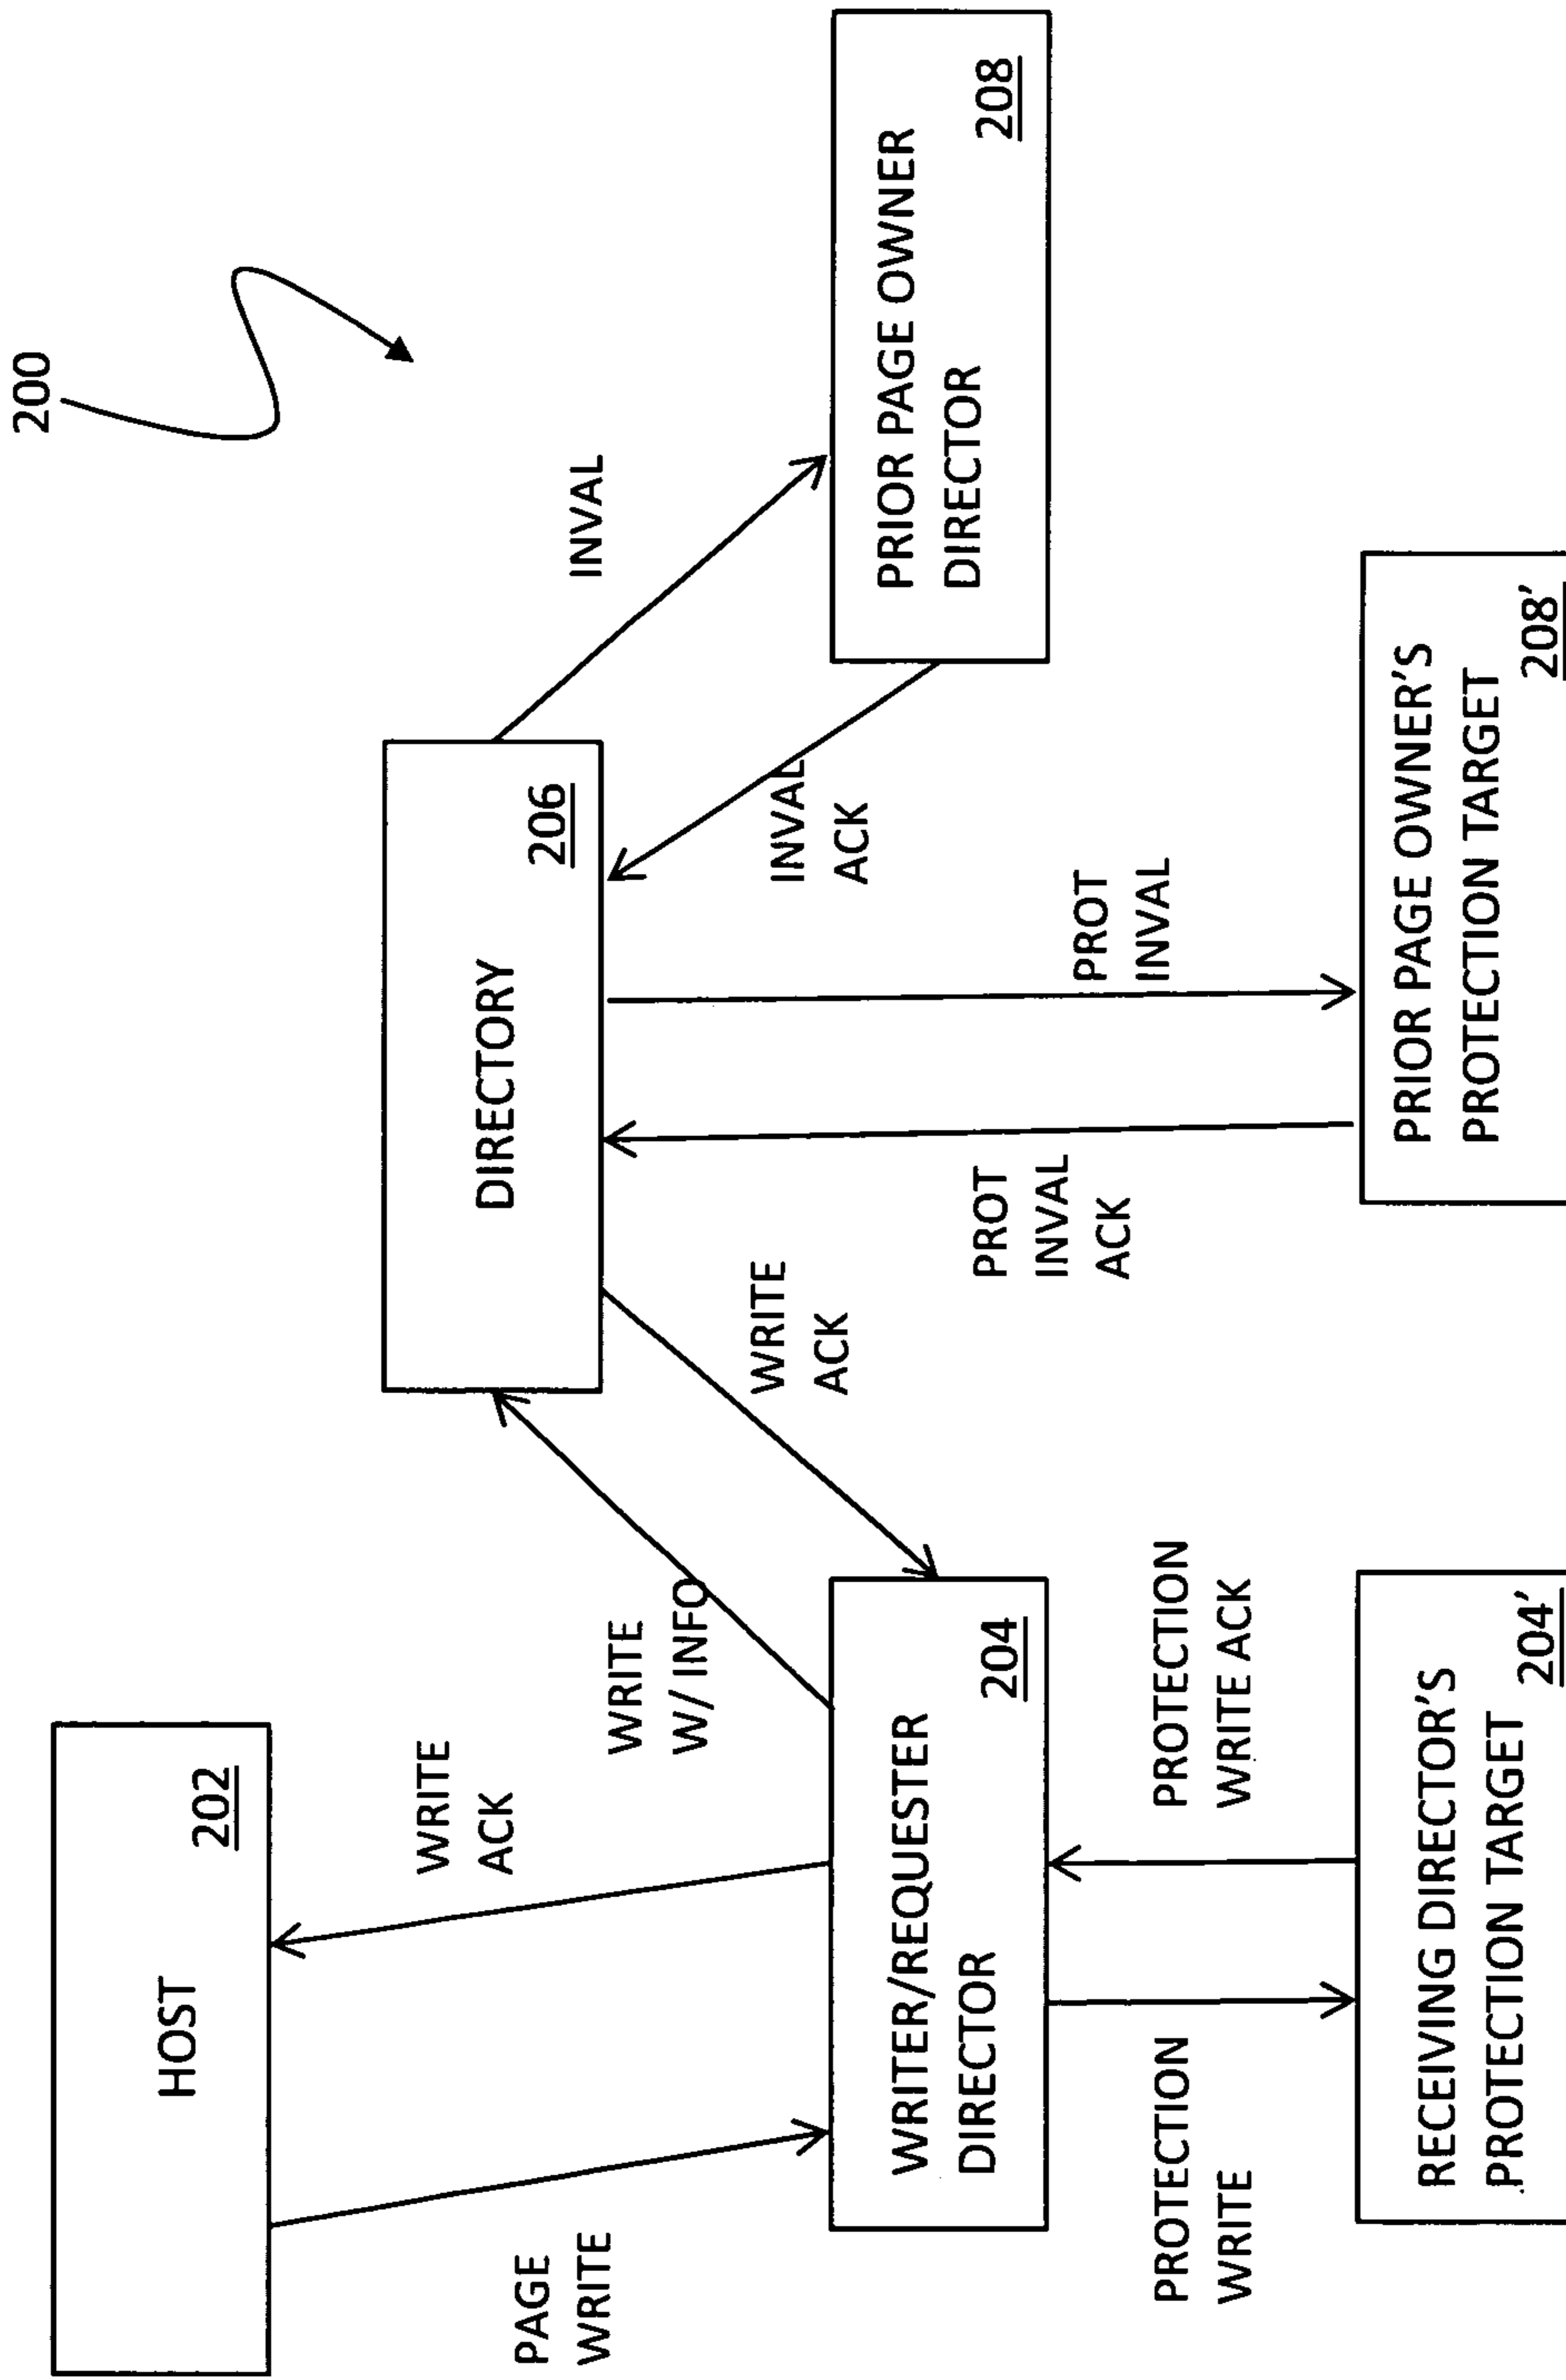 200
HOST
202
DIRECTORY
206
PAGE
WRITE
WRITE
ACK
WRITE
W/ INFO
WRITE
ACK
INVAL
INVAL
ACK
WRITER/REQUESTER
DIRECTOR
204
PRIOR PAGE OWNER
DIRECTOR
208
PROTECTION
WRITE
PROTECTION
WRITE ACK
PROT
INVAL
ACK
PROT
INVAL
RECEIVING DIRECTOR'S
PROTECTION TARGET
204'
PRIOR PAGE OWNER'S
PROTECTION TARGET
208'